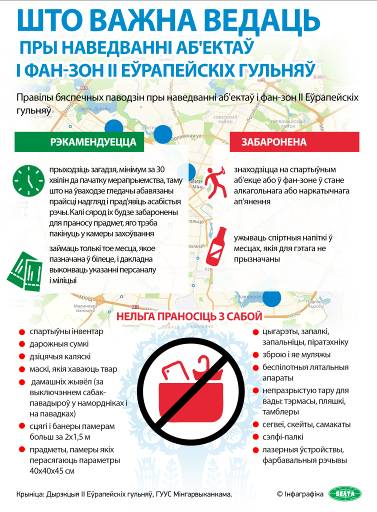 ШТО ВАЖНА ВЕДАЦЬ
ПРЫ НАВЕДВАННІ АБ'ЕКТАЎ
І ФАН-ЗОН ІІ ЕЎРАПЕЙСКІХ ГУЛЬНЯЎ
Правілы бяспечных паводзін пры наведванні аб'ектаў і фан-зон ІІ Еўрапейскіх
гульняў
РЭКАМЕНДУЕЦЦА
прыходзіць загадзя, мінімум за 30
хвілін да пачатку мерапрыемства, таму
што на ўваходзе гледачы абавязаны
прайсці надгляд і прад'явіць асабістыя
рэчы. Калі сярод іх будзе забаронены
для праносу прадмет, яго трэба
пакінуць у камеры захоўвання
займаць толькі тое месца, якое
пазначана ў білеце, і дакладна
выконваць указанні персаналу
і міліцыі
ЗАБАРОНЕНА
знаходзіцца на спартыўным
аб'екце або ў фан-зоне ў стане
алкагольнага або наркатычнага
ап'янення
ужываць спіртныя напіткі ў
месцах, якія для гэтага не
прызначаны
НЕЛЬГА ПРАНОСІЦЬ З САБОЙ
спартыўны інвентар
дарожныя сумкі
дзіцячыя каляскі
маскі, якія хаваюць твар
дамашніх жывёл (за
выключэннем сабак-
павадыроў у намордніках і
на павадках)
сцягі і банеры памерам
больш за 2х1,5 м
прадметы, памеры якіх
перасягаюць параметры
40х40х45 см
цыгарэты, запалкі,
запальніцы, піратэхніку
зброю і яе муляжы
беспілотныя лятальныя
апараты
непразрыстую тару для
вады: тэрмасы, пляшкі,
тамблеры
сегвеі, скейты, самакаты
сэлфі-палкі
лазерныя ўстройствы,
фарбавальныя рэчывы
Крыніца: Дырэкцыя ІІ Еўрапейскіх гульняў, ГУУС Мінгарвыканкама.
© Інфаграфіка
БЕЛТА